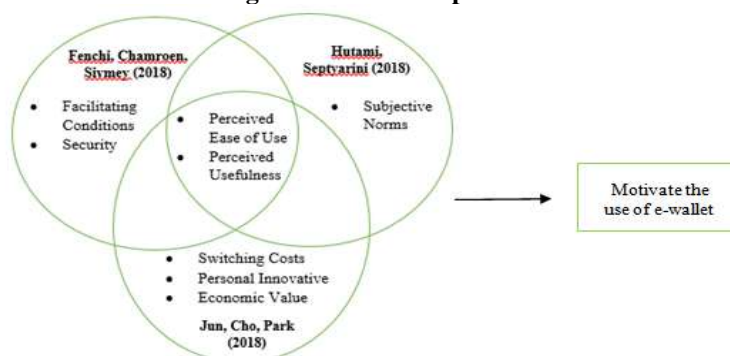 Fenchi, Chamroen,
Sivmey (2018)
• Facilitating
Conditions
• Security
Hutami,
Septyarini (2018)
• Subjective
Norms
• Perceived
Ease of Use
• Perceived
Usefulness
• Switching Costs
• Personal Innovative
• Economic Value
Jun, Cho, Park
(2018)
Motivate the
use of e-wallet